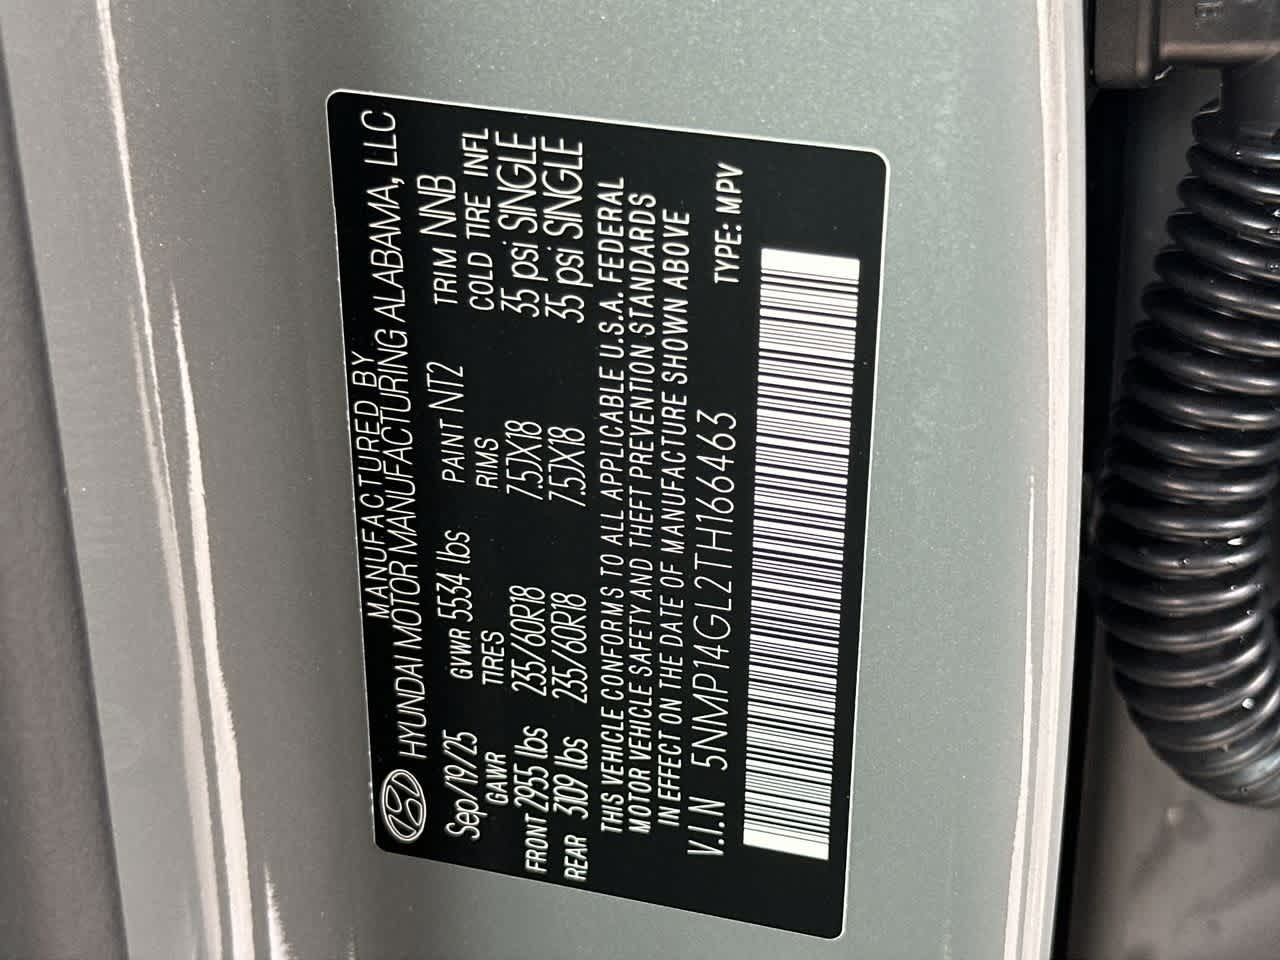 MANUFACTURED BY
HYUNDAI MOTOR MANUFACTURING ALABAMA, LLC
Sep/19/25 GVWR 5534 lbs PAINT NT2 TRIM NNB
GAWR TIRES RIMS COLD TIRE INFL
FRONT 2955 lbs 235/60R18 7.5JX18 35 psi SINGLE
REAR 3109 lbs 235/60R18 7.5JX18 35 psi SINGLE
THIS VEHICLE CONFORMS TO ALL APPLICABLE U.S.A. FEDERAL
MOTOR VEHICLE SAFETY AND THEFT PREVENTION STANDARDS
IN EFFECT ON THE DATE OF MANUFACTURE SHOWN ABOVE
V.I.N 5NMP14GL2TH166463 TYPE: MPV